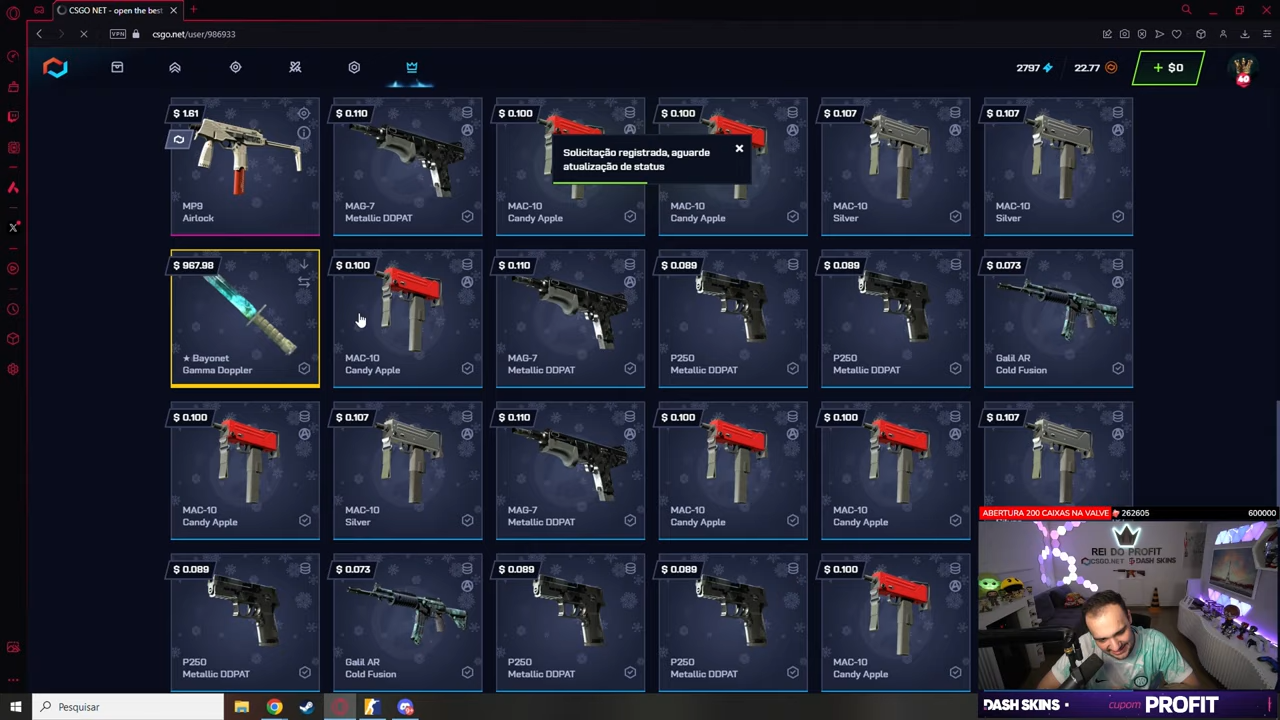 CSGO NET - open the best
VPN
csgo.net/user/986933
2797
22.77
+ $0
40
$ 1.61
MP9
Airlock
$ 0.110
MAG-7
Metallic DDPAT
$ 0.100
MAC-10
Candy Apple
$ 0.100
MAC-10
Candy Apple
$ 0.107
MAC-10
Silver
$ 0.107
MAC-10
Silver
Solicitação registrada, aguarde
atualização de status
$ 967.98
★ Bayonet
Gamma Doppler
$ 0.100
MAC-10
Candy Apple
$ 0.110
MAG-7
Metallic DDPAT
$ 0.089
P250
Metallic DDPAT
$ 0.089
P250
Metallic DDPAT
$ 0.073
Galil AR
Cold Fusion
$ 0.100
MAC-10
Candy Apple
$ 0.107
MAC-10
Silver
$ 0.110
MAG-7
Metallic DDPAT
$ 0.100
MAC-10
Candy Apple
$ 0.100
MAC-10
Candy Apple
$ 0.107
$ 0.089
P250
Metallic DDPAT
$ 0.073
Galil AR
Cold Fusion
$ 0.089
P250
Metallic DDPAT
$ 0.089
P250
Metallic DDPAT
$ 0.100
MAC-10
Candy Apple
ABERTURA 200 CAIXAS NA VALVE 262605 600000
REI DO PROFIT
CSGO.NET DASH SKINS
DASH SKINS • cupom PROFIT
Pesquisar